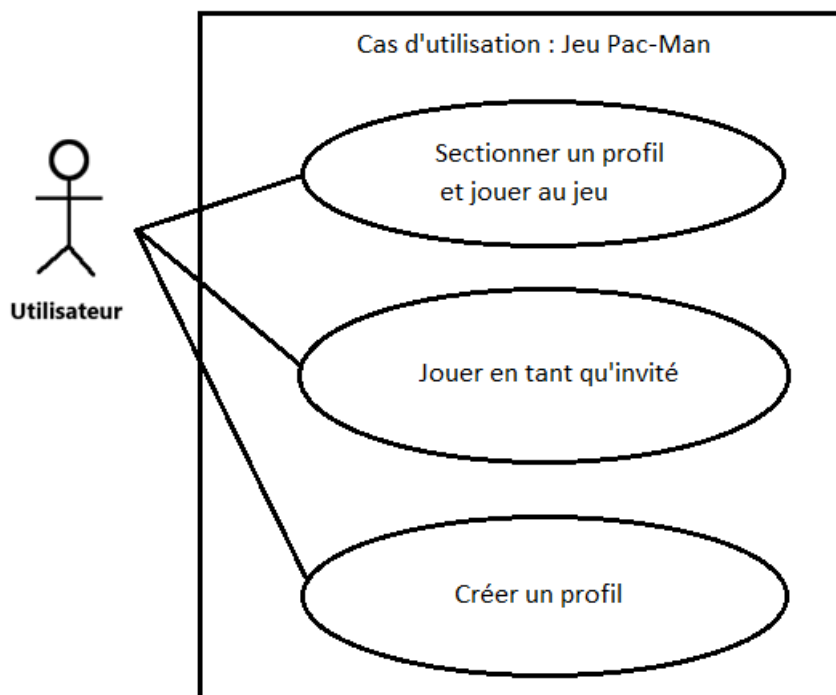 Cas d'utilisation : Jeu Pac-Man
Sectionner un profil
et jouer au jeu
Utilisateur
Jouer en tant qu'invité
Créer un profil